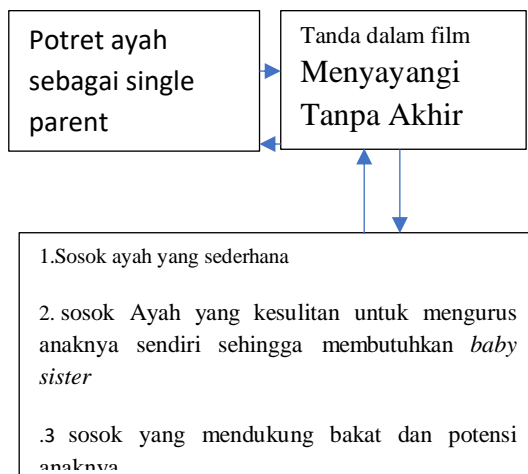 Potret ayah
sebagai single
parent
Tanda dalam film
Menyayangi
Tanpa Akhir
1.Sosok ayah yang sederhana
2. sosok Ayah yang kesulitan untuk mengurus
anaknya sendiri sehingga membutuhkan baby
sister
.3 sosok yang mendukung bakat dan potensi
anaknya